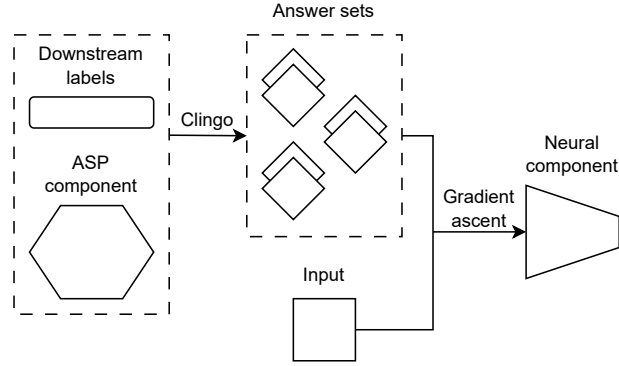 Answer sets
Downstream
labels
Clingo
ASP
component
Neural
component
Gradient
ascent
Input